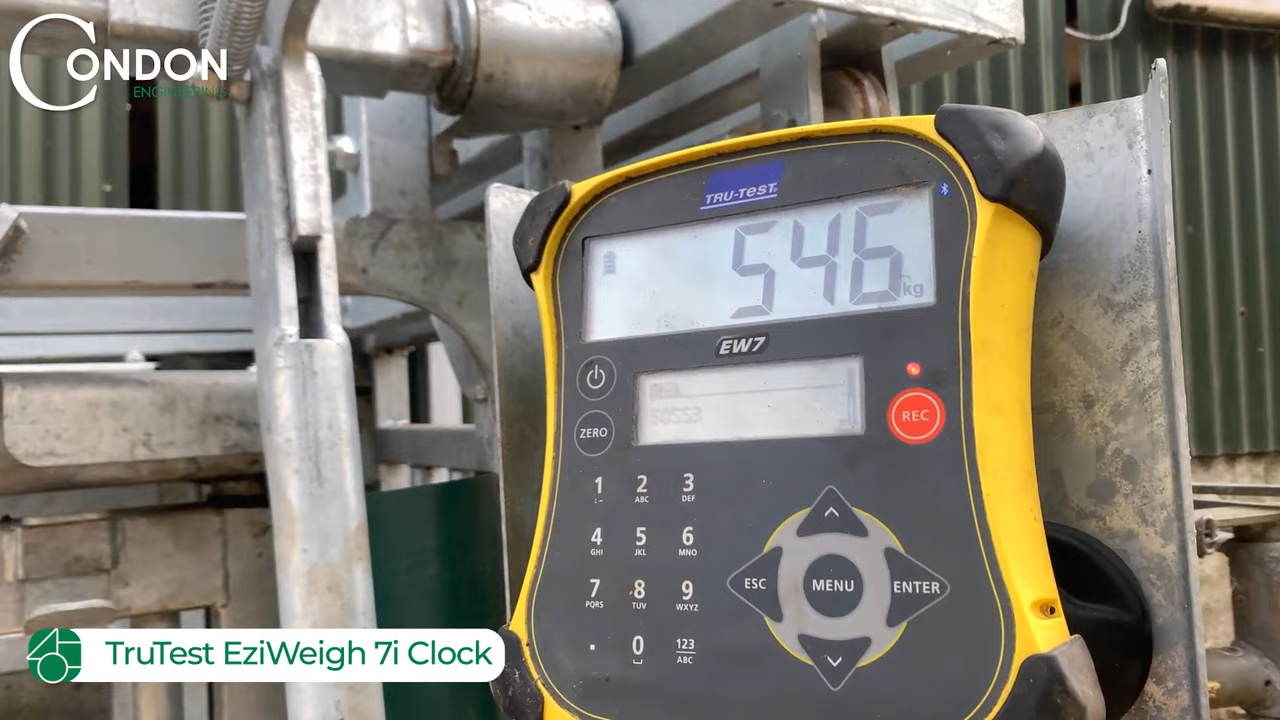 CONDON
ENGINEERING
TRU-TEST
546
kg
EW7
50553
REC
ZERO
1 2 3
:- ABC DEF
4 5 6
GHI JKL MNO
7 8 9
PQRS TUV WXYZ
. 0 123
ABC
ESC MENU ENTER
TruTest EziWeigh 7i Clock